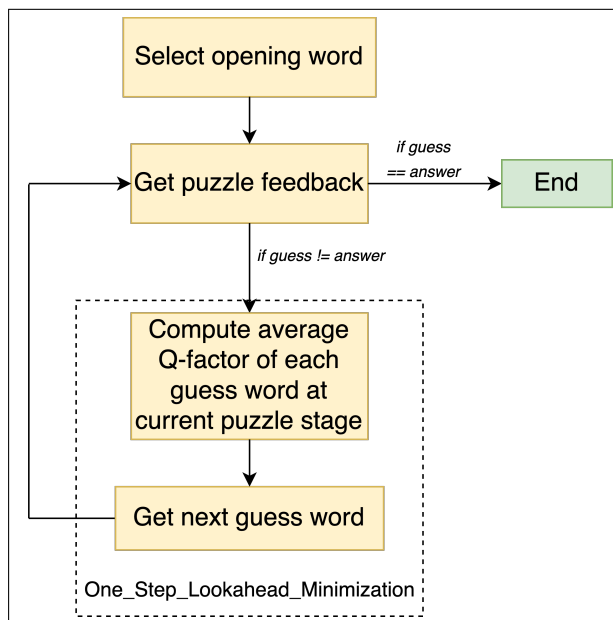 Select opening word
Get puzzle feedback
if guess
== answer
End
if guess != answer
Compute average
Q-factor of each
guess word at
current puzzle stage
Get next guess word
One_Step_Lookahead_Minimization